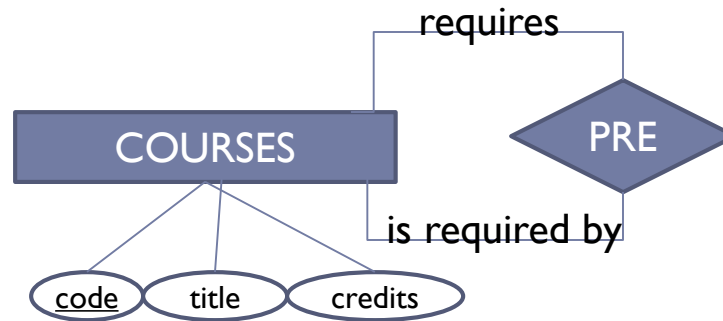 requires
COURSES
PRE
is required by
code
title
credits